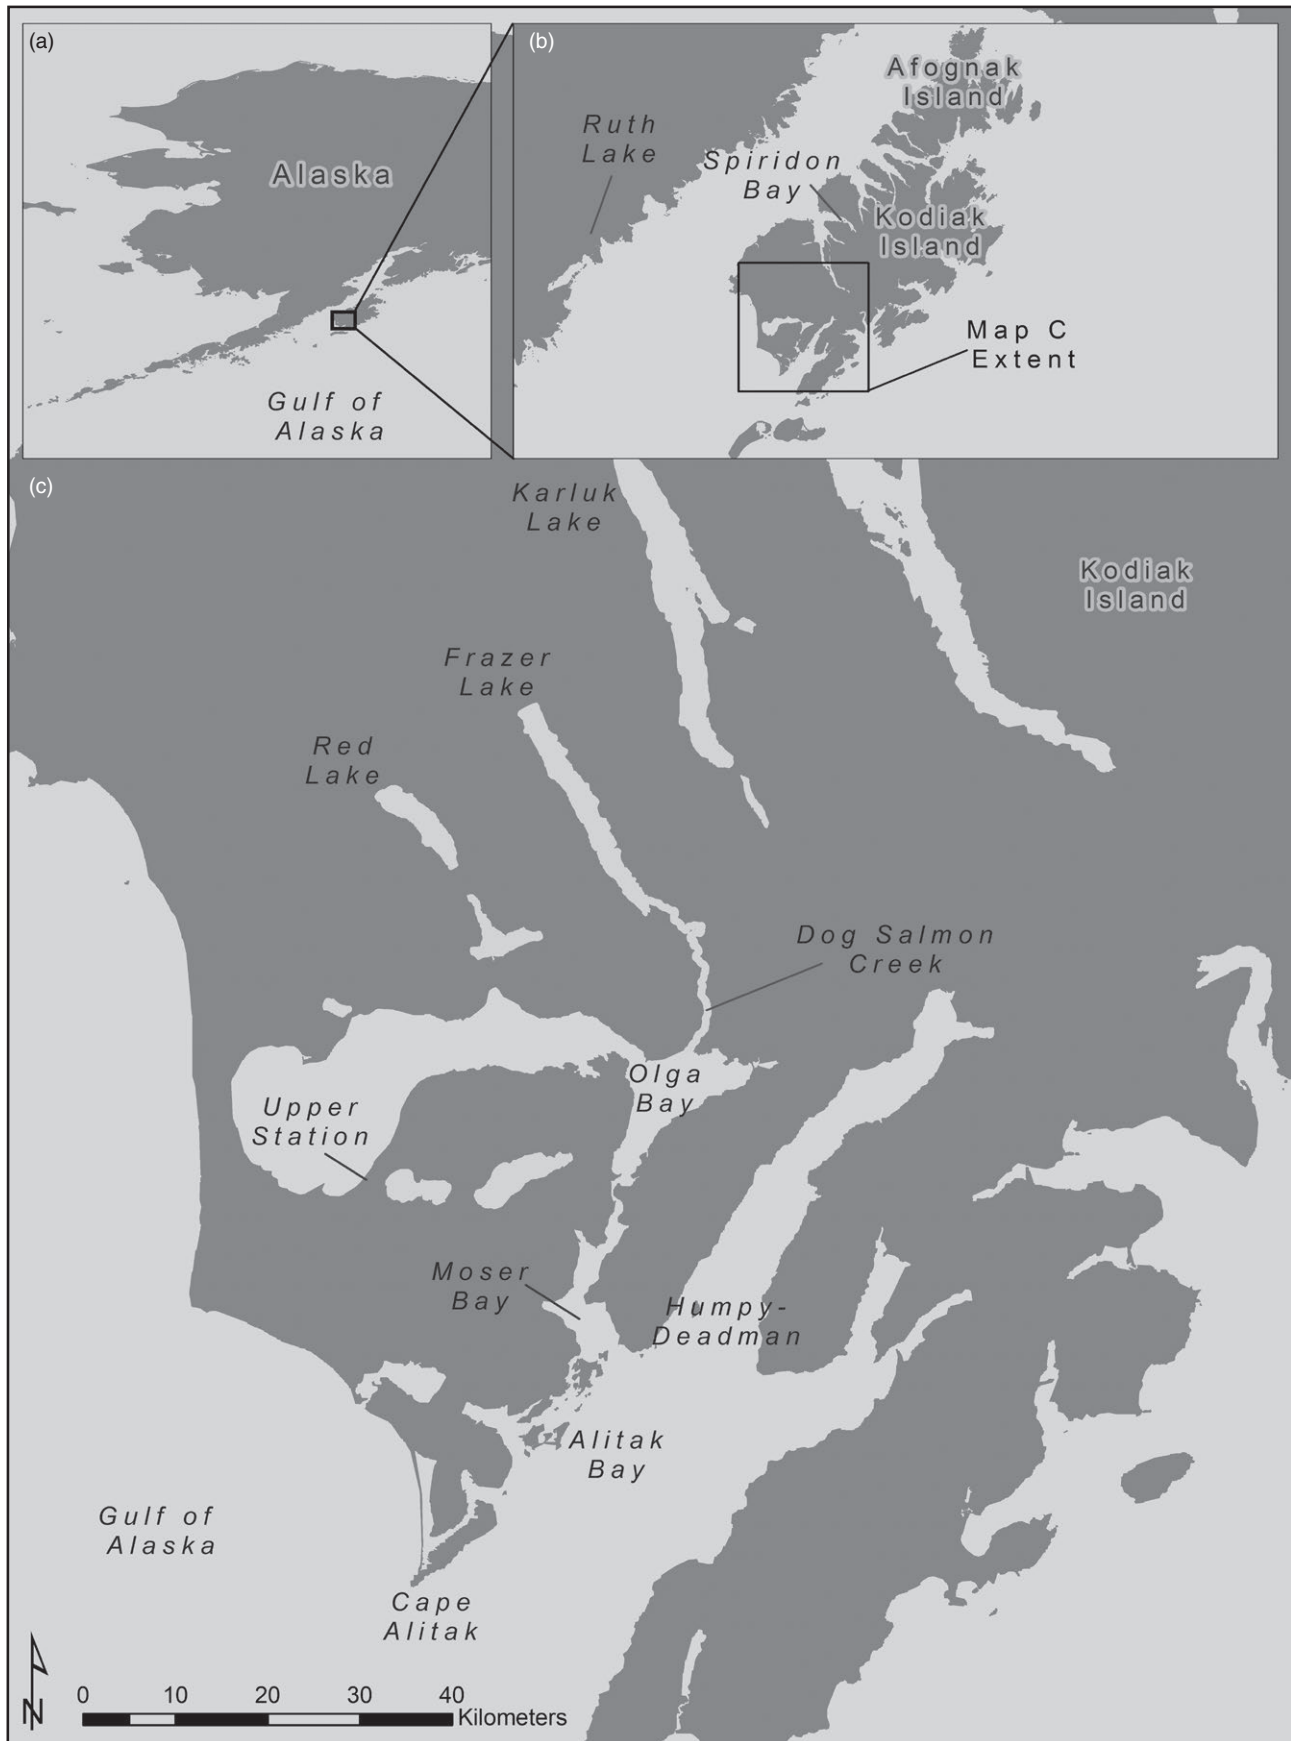 (a)
Alaska
Gulf of
Alaska
(b)
Afognak
Island
Ruth
Lake
Spiridon
Bay
Kodiak
Island
Map C
Extent
(c)
Karluk
Lake
Kodiak
Island
Frazer
Lake
Red
Lake
Dog Salmon
Creek
Olga
Bay
Upper
Station
Moser
Bay
Humpy-
Deadman
Alitak
Bay
Gulf of
Alaska
Cape
Alitak
N
0 10 20 30 40
Kilometers